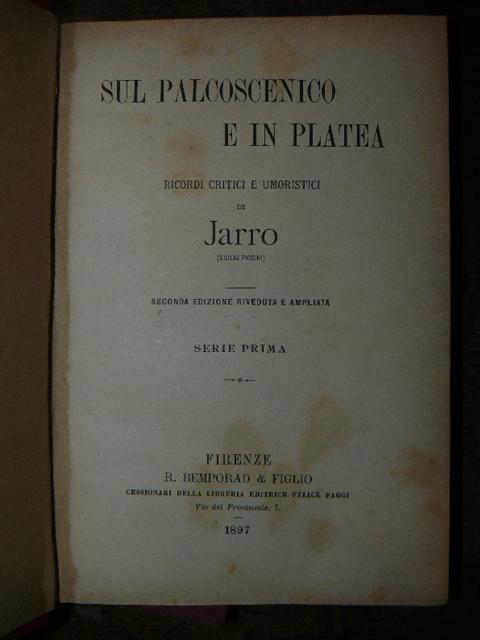 SUL PALCOSCENICO
E IN PLATEA
RICORDI CRITICI E UMORISTICI
DI
Jarro
(GIULIO PICCINI)
SECONDA EDIZIONE RIVEDUTA E AMPLIATA
SERIE PRIMA
FIRENZE
R. BEMPORAD & FIGLIO
CESSIONARI DELLA LIBRERIA EDITRICE FELICE PAGGI
Via del Proconsolo, 7.
1897